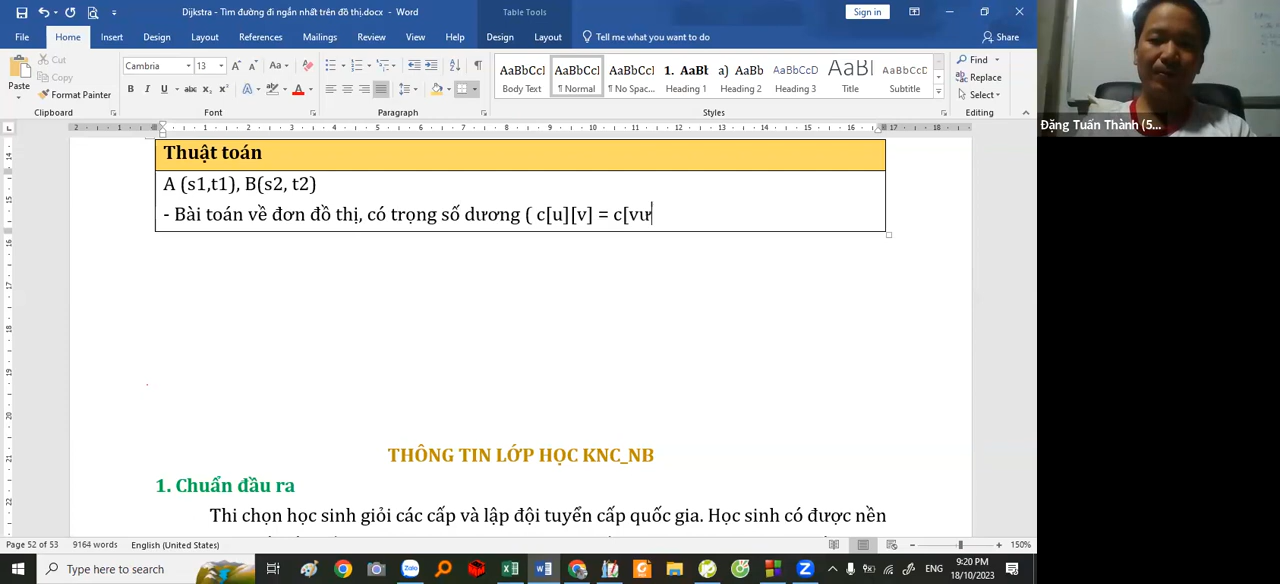 Dijkstra - Tìm đường đi ngắn nhất trên đồ thị.docx - Word
Table Tools
Sign in
File Home Insert Design Layout References Mailings Review View Help Design Layout Tell me what you want to do Share
Paste
Cut
Copy
Format Painter
Clipboard
Cambria 13
Font
Paragraph
AaBbCcI Body Text
AaBbCcI ¶ Normal
AaBbCcI ¶ No Spac...
1. AaBb Heading 1
a) AaBb Heading 2
AaBbCcD Heading 3
AaBI Title
AaBbCcC Subtitle
Styles
Find
Replace
Select
Editing
Đặng Tuấn Thành (5...
Thuật toán
A (s1,t1), B(s2, t2)
- Bài toán về đơn đồ thị, có trọng số dương ( c[u][v] = c[vư
THÔNG TIN LỚP HỌC KNC_NB
1. Chuẩn đầu ra
Thi chọn học sinh giỏi các cấp và lập đội tuyển cấp quốc gia. Học sinh có được nền
Page 52 of 53 9164 words English (United States) 150%
Type here to search
ENG
9:20 PM
18/10/2023